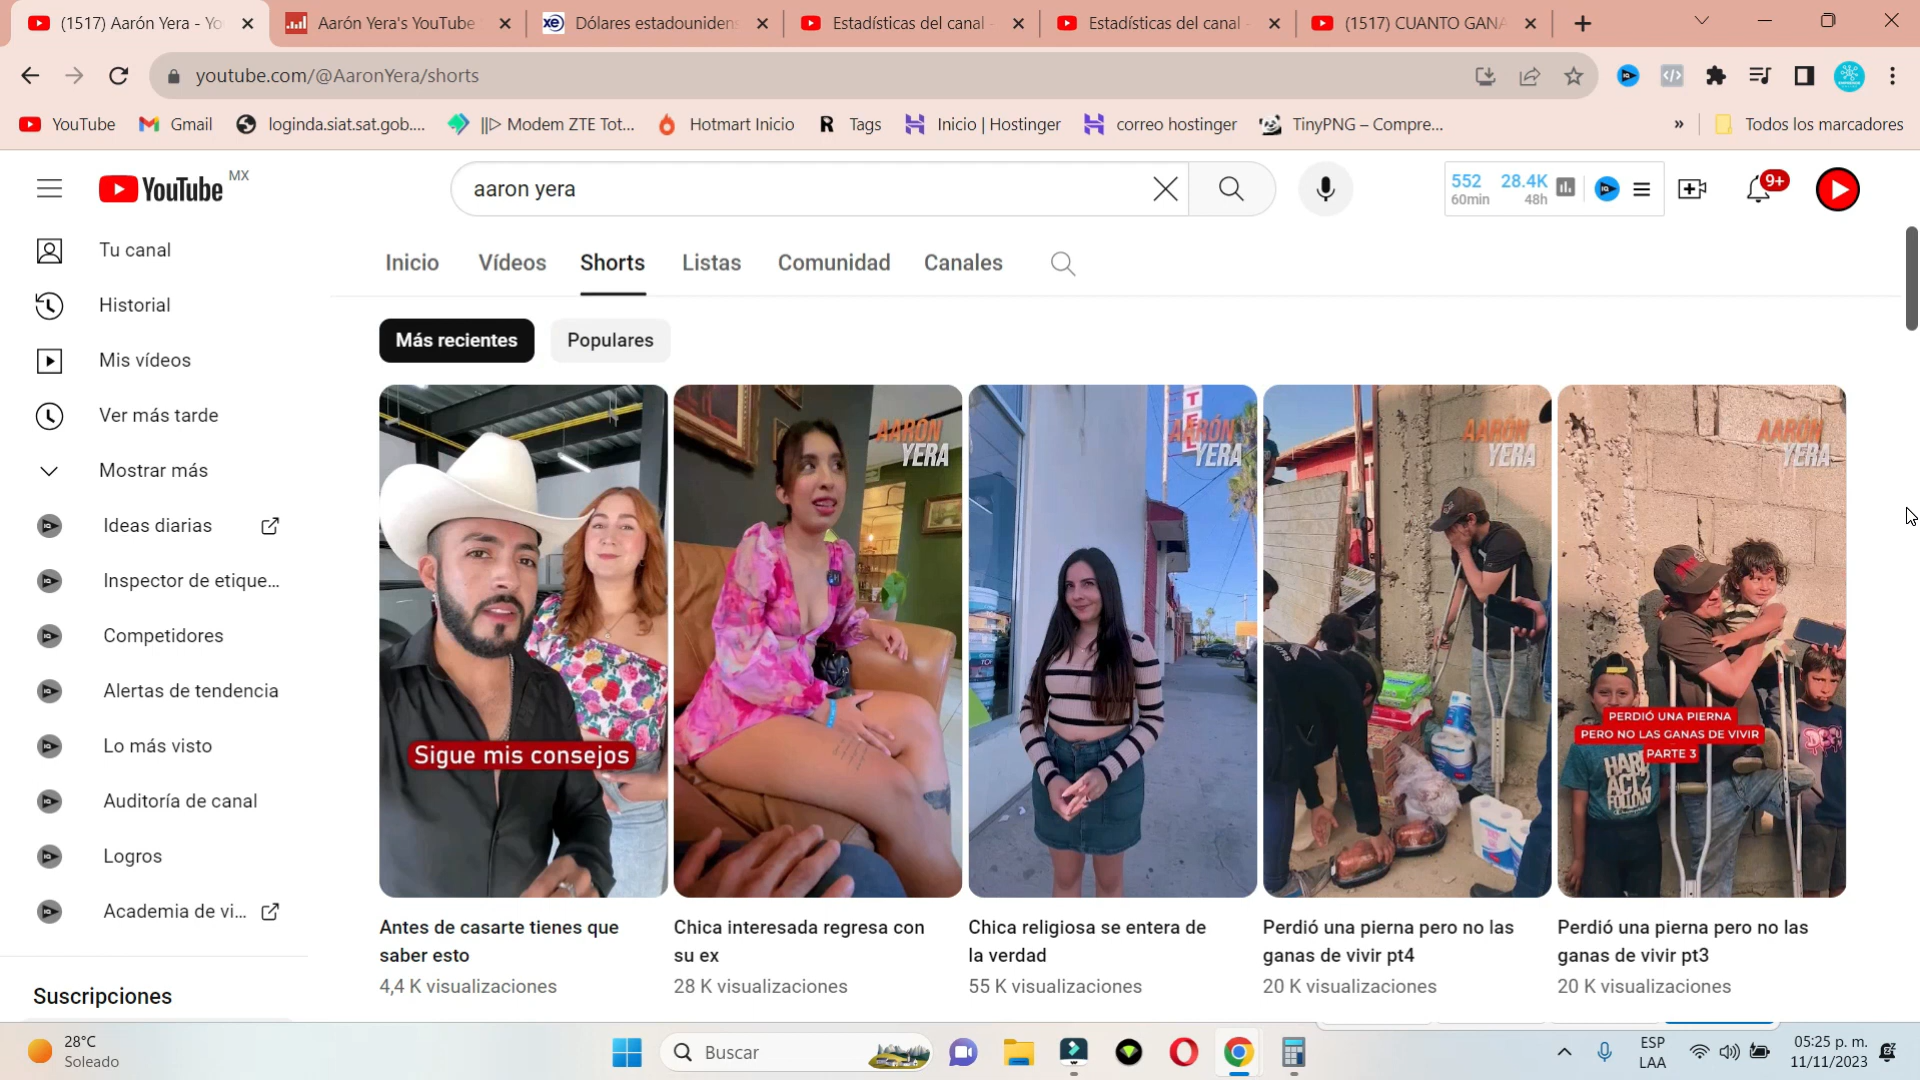 (1517) Aarón Yera - Yo
Aarón Yera's YouTube
Dólares estadouniden
Estadísticas del canal -
Estadísticas del canal -
(1517) CUANTO GANA
youtube.com/@AaronYera/shorts
YouTube
Gmail
loginda.siat.sat.gob....
||▷ Modem ZTE Tot...
Hotmart Inicio
Tags
Inicio | Hostinger
correo hostinger
TinyPNG – Compre...
»
Todos los marcadores
YouTube MX
aaron yera
552 28.4K
60min 48h
9+
Tu canal
Historial
Mis vídeos
Ver más tarde
Mostrar más
Ideas diarias
Inspector de etique...
Competidores
Alertas de tendencia
Lo más visto
Auditoría de canal
Logros
Academia de vi...
Suscripciones
Inicio Vídeos Shorts Listas Comunidad Canales
Más recientes Populares
Sigue mis consejos
AARÓN
YERA
AARÓN
YERA
AARÓN
YERA
AARÓN
YERA
PERDIÓ UNA PIERNA
PERO NO LAS GANAS DE VIVIR
PARTE 3
HARD
ACT
FOLLOW
Antes de casarte tienes que
saber esto
4,4 K visualizaciones
Chica interesada regresa con
su ex
28 K visualizaciones
Chica religiosa se entera de
la verdad
55 K visualizaciones
Perdió una pierna pero no las
ganas de vivir pt4
20 K visualizaciones
Perdió una pierna pero no las
ganas de vivir pt3
20 K visualizaciones
28°C
Soleado
Buscar
ESP
LAA
05:25 p. m.
11/11/2023